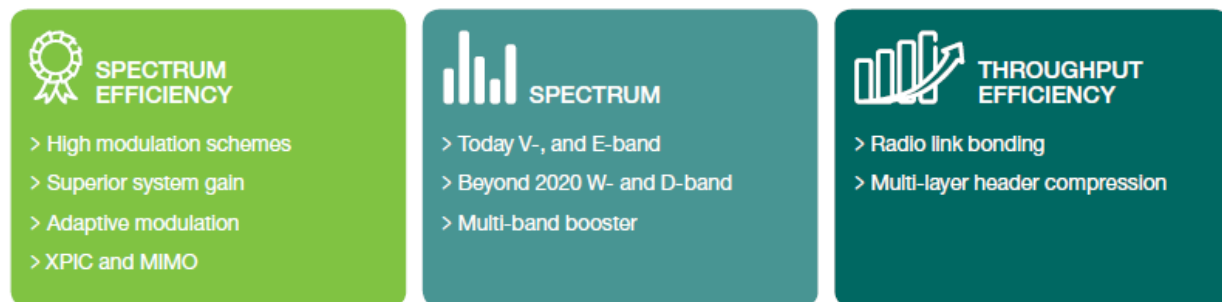 SPECTRUM
EFFICIENCY
> High modulation schemes
> Superior system gain
> Adaptive modulation
> XPIC and MIMO
SPECTRUM
> Today V-, and E-band
> Beyond 2020 W- and D-band
> Multi-band booster
THROUGHPUT
EFFICIENCY
> Radio link bonding
> Multi-layer header compression